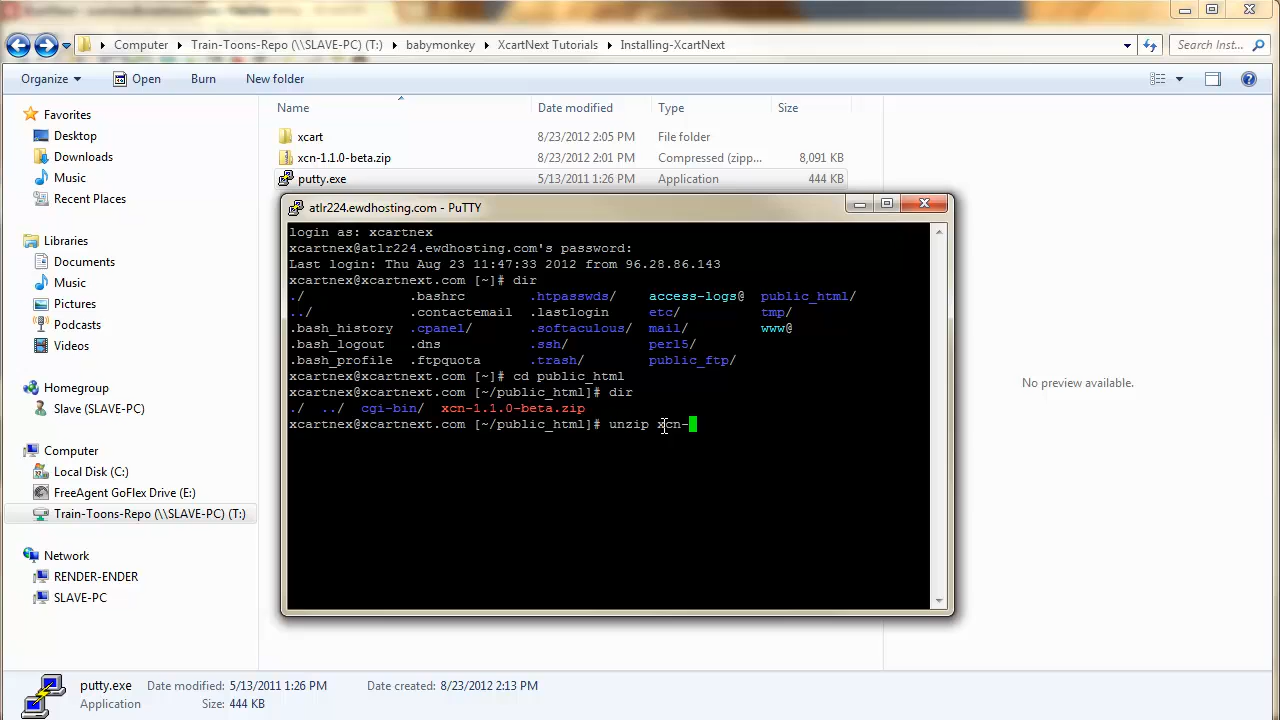 Computer ▸ Train-Toons-Repo (\\SLAVE-PC) (T:) ▸ babymonkey ▸ XcartNext Tutorials ▸ Installing-XcartNext
Search Inst...
Organize Open Burn New folder
Name Date modified Type Size
xcart 8/23/2012 2:05 PM File folder
xcn-1.1.0-beta.zip 8/23/2012 2:01 PM Compressed (zipp... 8,091 KB
putty.exe 5/13/2011 1:26 PM Application 444 KB
Favorites
Desktop
Downloads
Music
Recent Places
Libraries
Documents
Music
Pictures
Podcasts
Videos
Homegroup
Slave (SLAVE-PC)
Computer
Local Disk (C:)
FreeAgent GoFlex Drive (E:)
Train-Toons-Repo (\\SLAVE-PC) (T:)
Network
RENDER-ENDER
SLAVE-PC
atlr224.ewdhosting.com - PuTTY
login as: xcartnex
xcartnex@atlr224.ewdhosting.com's password:
Last login: Thu Aug 23 11:47:33 2012 from 96.28.86.143
xcartnex@xcartnext.com [~]# dir
./ .bashrc .htpasswds/ access-logs@ public_html/
../ .contactemail .lastlogin etc/ tmp/
.bash_history .cpanel/ .softaculous/ mail/ www@
.bash_logout .dns .ssh/ perl5/
.bash_profile .ftpquota .trash/ public_ftp/
xcartnex@xcartnext.com [~]# cd public_html
xcartnex@xcartnext.com [~/public_html]# dir
./ ../ cgi-bin/ xcn-1.1.0-beta.zip
xcartnex@xcartnext.com [~/public_html]# unzip xcn-
No preview available.
putty.exe Date modified: 5/13/2011 1:26 PM Date created: 8/23/2012 2:13 PM
Application Size: 444 KB